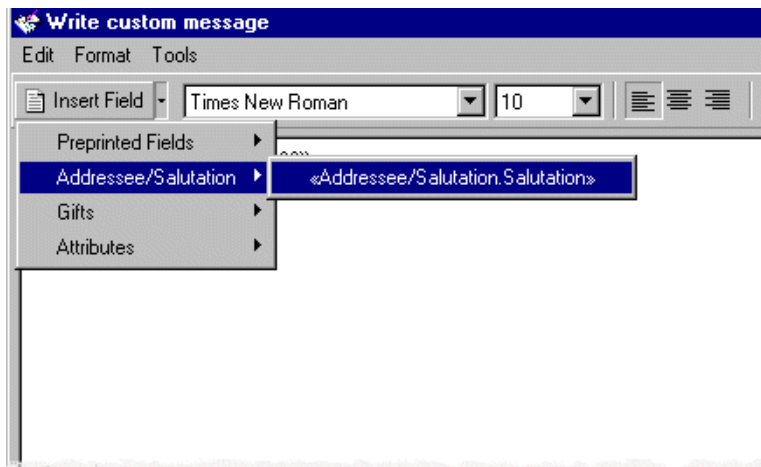 Write custom message
Edit Format Tools
Insert Field Times New Roman 10
Preprinted Fields
Addressee/Salutation «Addressee/Salutation.Salutation»
Gifts
Attributes